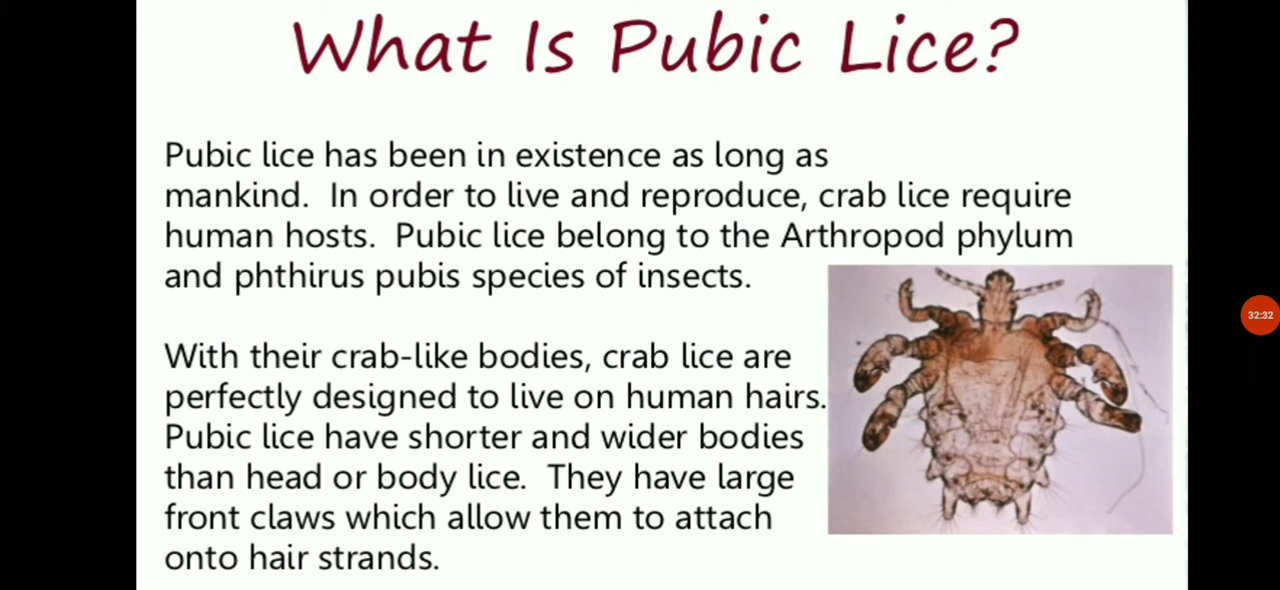 What Is Pubic Lice?
Pubic lice has been in existence as long as
mankind.  In order to live and reproduce, crab lice require
human hosts.  Pubic lice belong to the Arthropod phylum
and phthirus pubis species of insects.
With their crab-like bodies, crab lice are
perfectly designed to live on human hairs.
Pubic lice have shorter and wider bodies
than head or body lice.  They have large
front claws which allow them to attach
onto hair strands.
32:32